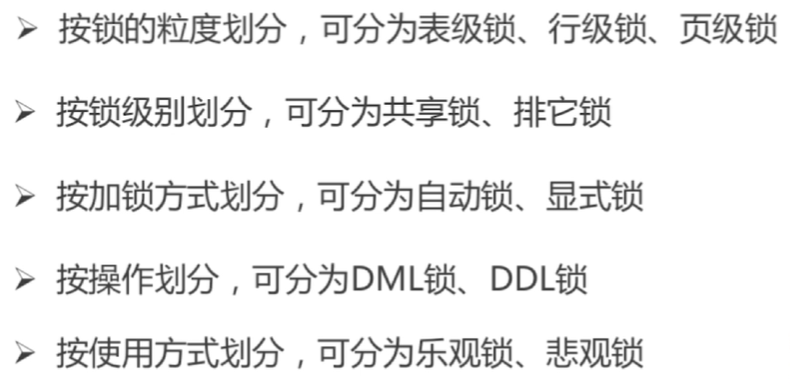 ➢ 按锁的粒度划分，可分为表级锁、行级锁、页级锁
➢ 按锁级别划分，可分为共享锁、排它锁
➢ 按加锁方式划分，可分为自动锁、显式锁
➢ 按操作划分，可分为DML锁、DDL锁
➢ 按使用方式划分，可分为乐观锁、悲观锁